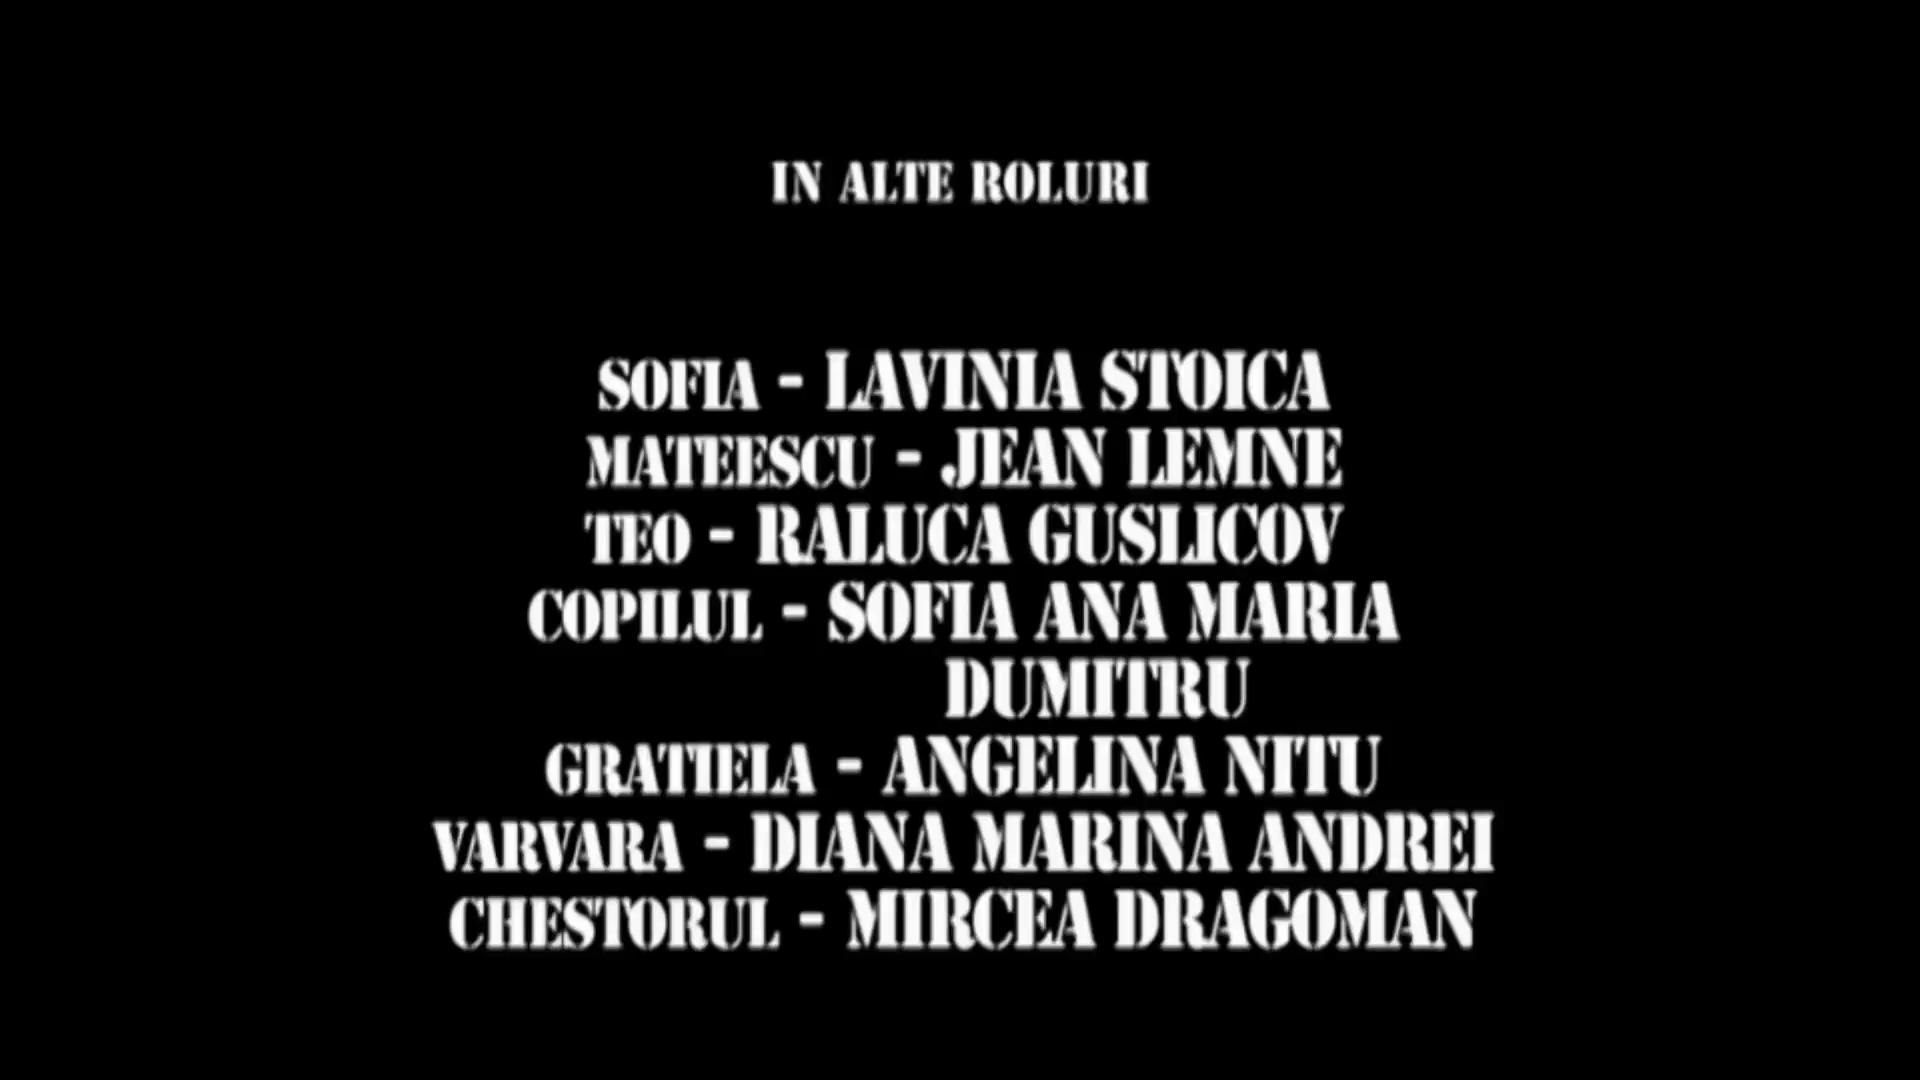 IN ALTE ROLURI
SOFIA - LAVINIA STOICA
MATEESCU - JEAN LEMNE
TEO - RALUCA GUSLICOV
COPILUL - SOFIA ANA MARIA
DUMITRU
GRATIELA - ANGELINA NITU
VARVARA - DIANA MARINA ANDREI
CHESTORUL - MIRCEA DRAGOMAN